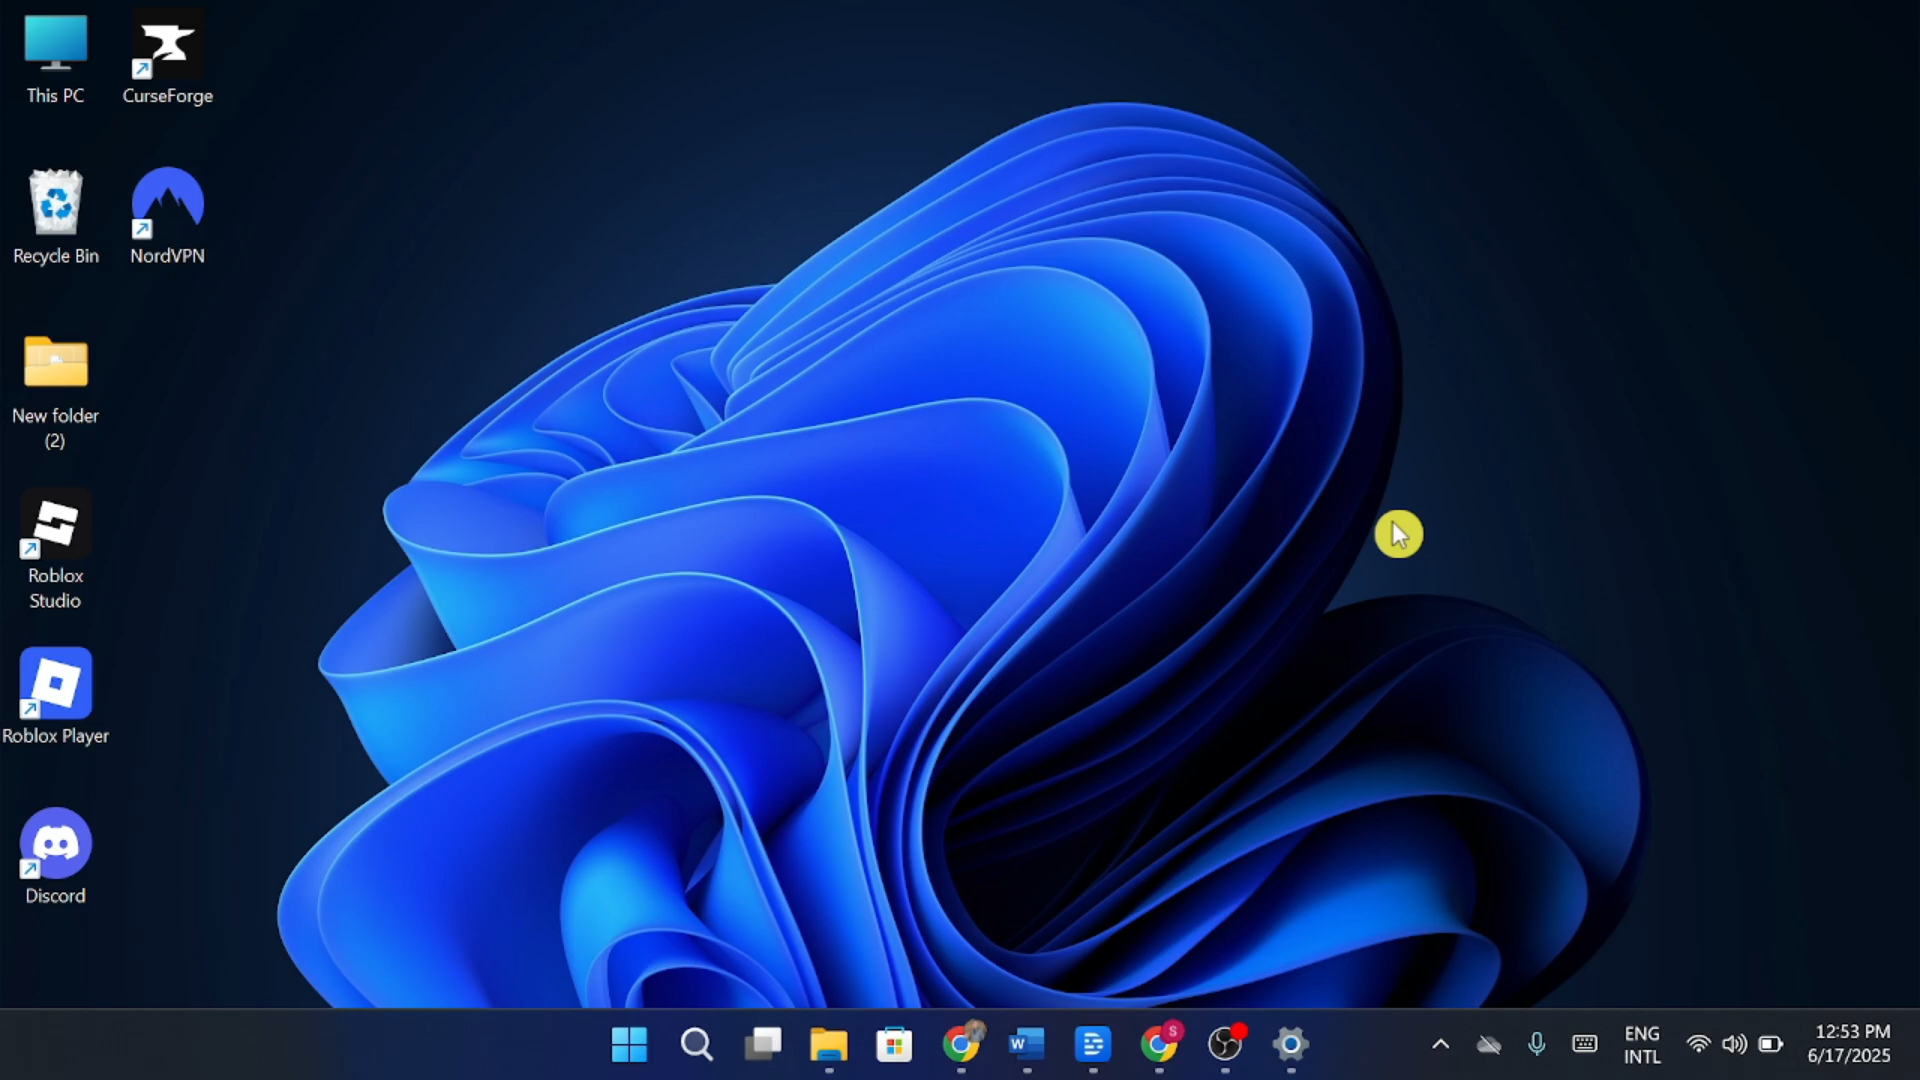 This PC
CurseForge
Recycle Bin
NordVPN
New folder
(2)
Roblox
Studio
Roblox Player
Discord
W
S
ENG
INTL
12:53 PM
6/17/2025